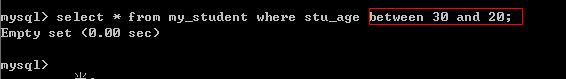 mysql> select * from my_student where stu_age between 30 and 20;
Empty set (0.00 sec)
mysql>